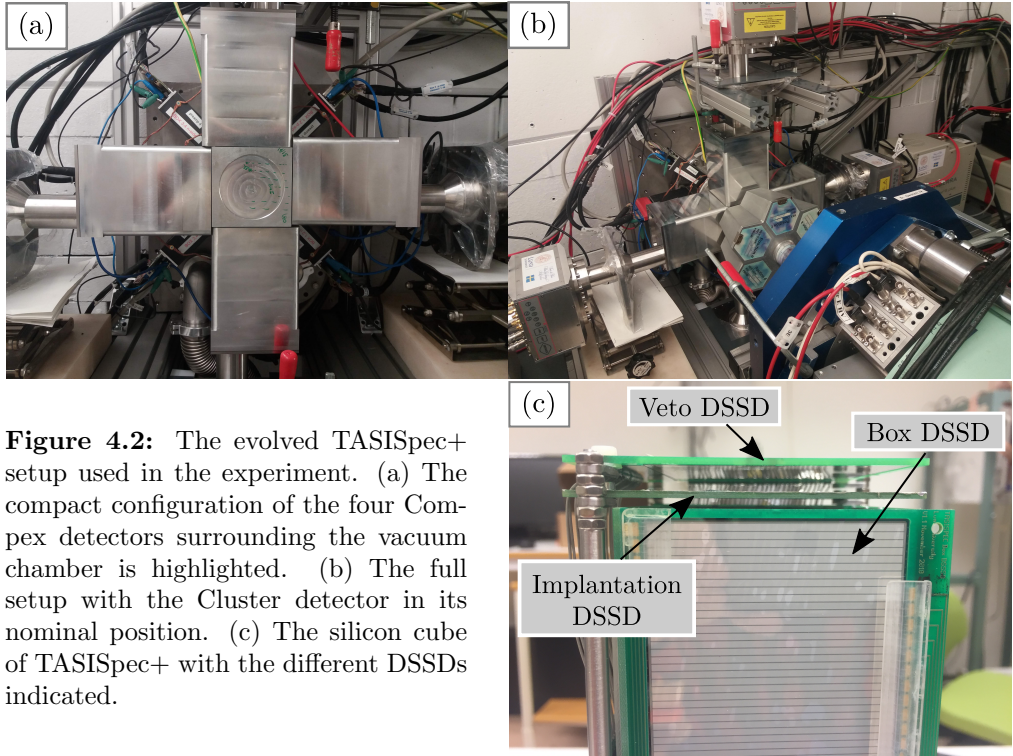 (a)
(b)
Figure 4.2: The evolved TASISpec+
setup used in the experiment. (a) The
compact configuration of the four Com-
pex detectors surrounding the vacuum
chamber is highlighted. (b) The full
setup with the Cluster detector in its
nominal position. (c) The silicon cube
of TASISpec+ with the different DSSDs
indicated.
(c)
Veto DSSD
Box DSSD
Implantation
DSSD